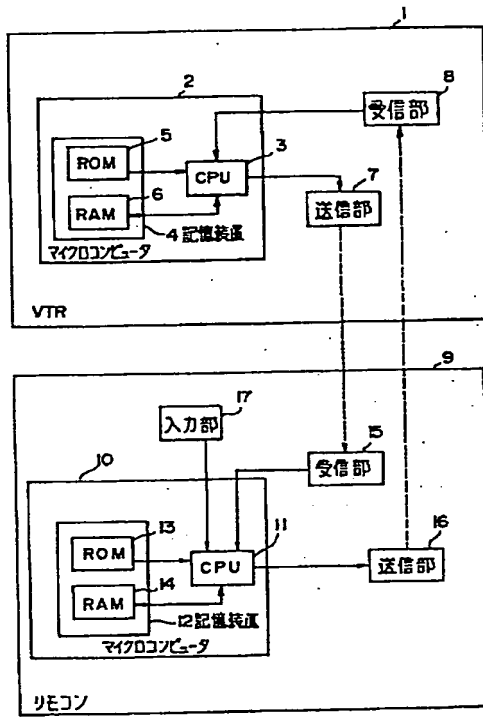 1
2
8
受信部
5
ROM
3
CPU
7
送信部
6
RAM
4 記憶装置
マイクロコンピュータ
VTR
9
17
入力部
15
受信部
10
13
ROM
11
CPU
16
送信部
14
RAM
12 記憶装置
マイクロコンピュータ
リモコン